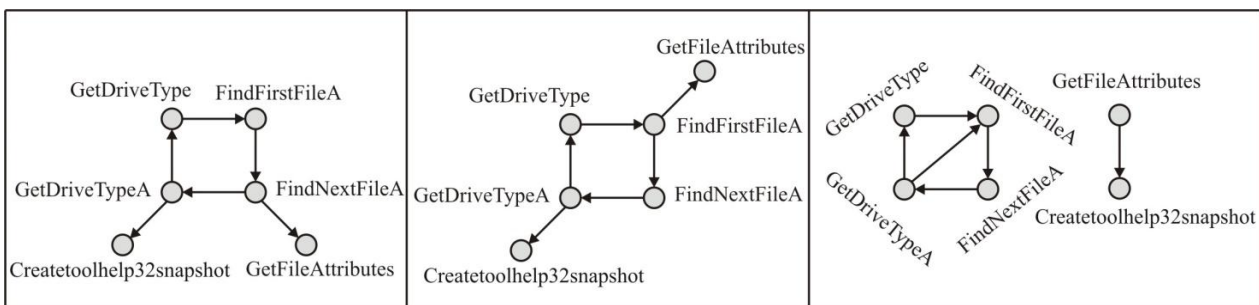 GetDriveType
FindFirstFileA
GetDriveTypeA
FindNextFileA
Createtoolhelp32snapshot
GetFileAttributes
GetFileAttributes
GetDriveType
FindFirstFileA
GetDriveTypeA
FindNextFileA
Createtoolhelp32snapshot
GetDriveType
FindFirstFileA
GetDriveTypeA
FindNextFileA
GetFileAttributes
Createtoolhelp32snapshot